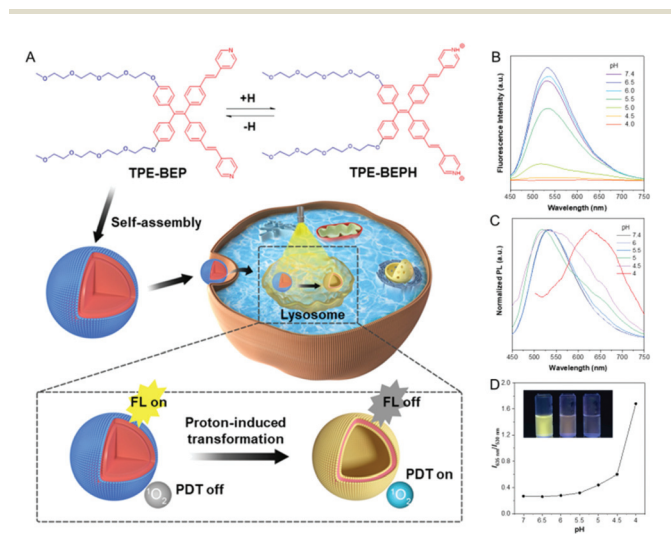 A
+H
-H
TPE-BEP
TPE-BEPH
Self-assembly
Lysosome
FL on
Proton-induced
transformation
FL off
PDT off
PDT on
¹O₂
¹O₂
B
Fluorescence Intensity (a.u.)
pH
7.4
6.5
6.0
5.5
5.0
4.5
4.0
450 500 550 600 650 700 750
Wavelength (nm)
C
Normalized PL (a.u.)
pH
7.4
6
5.5
5
4.5
4
450 500 550 600 650 700 750
Wavelength (nm)
D
2.0
1.6
1.2
0.8
0.4
0.0
7 6.5 6 5.5 5 4.5 4
pH